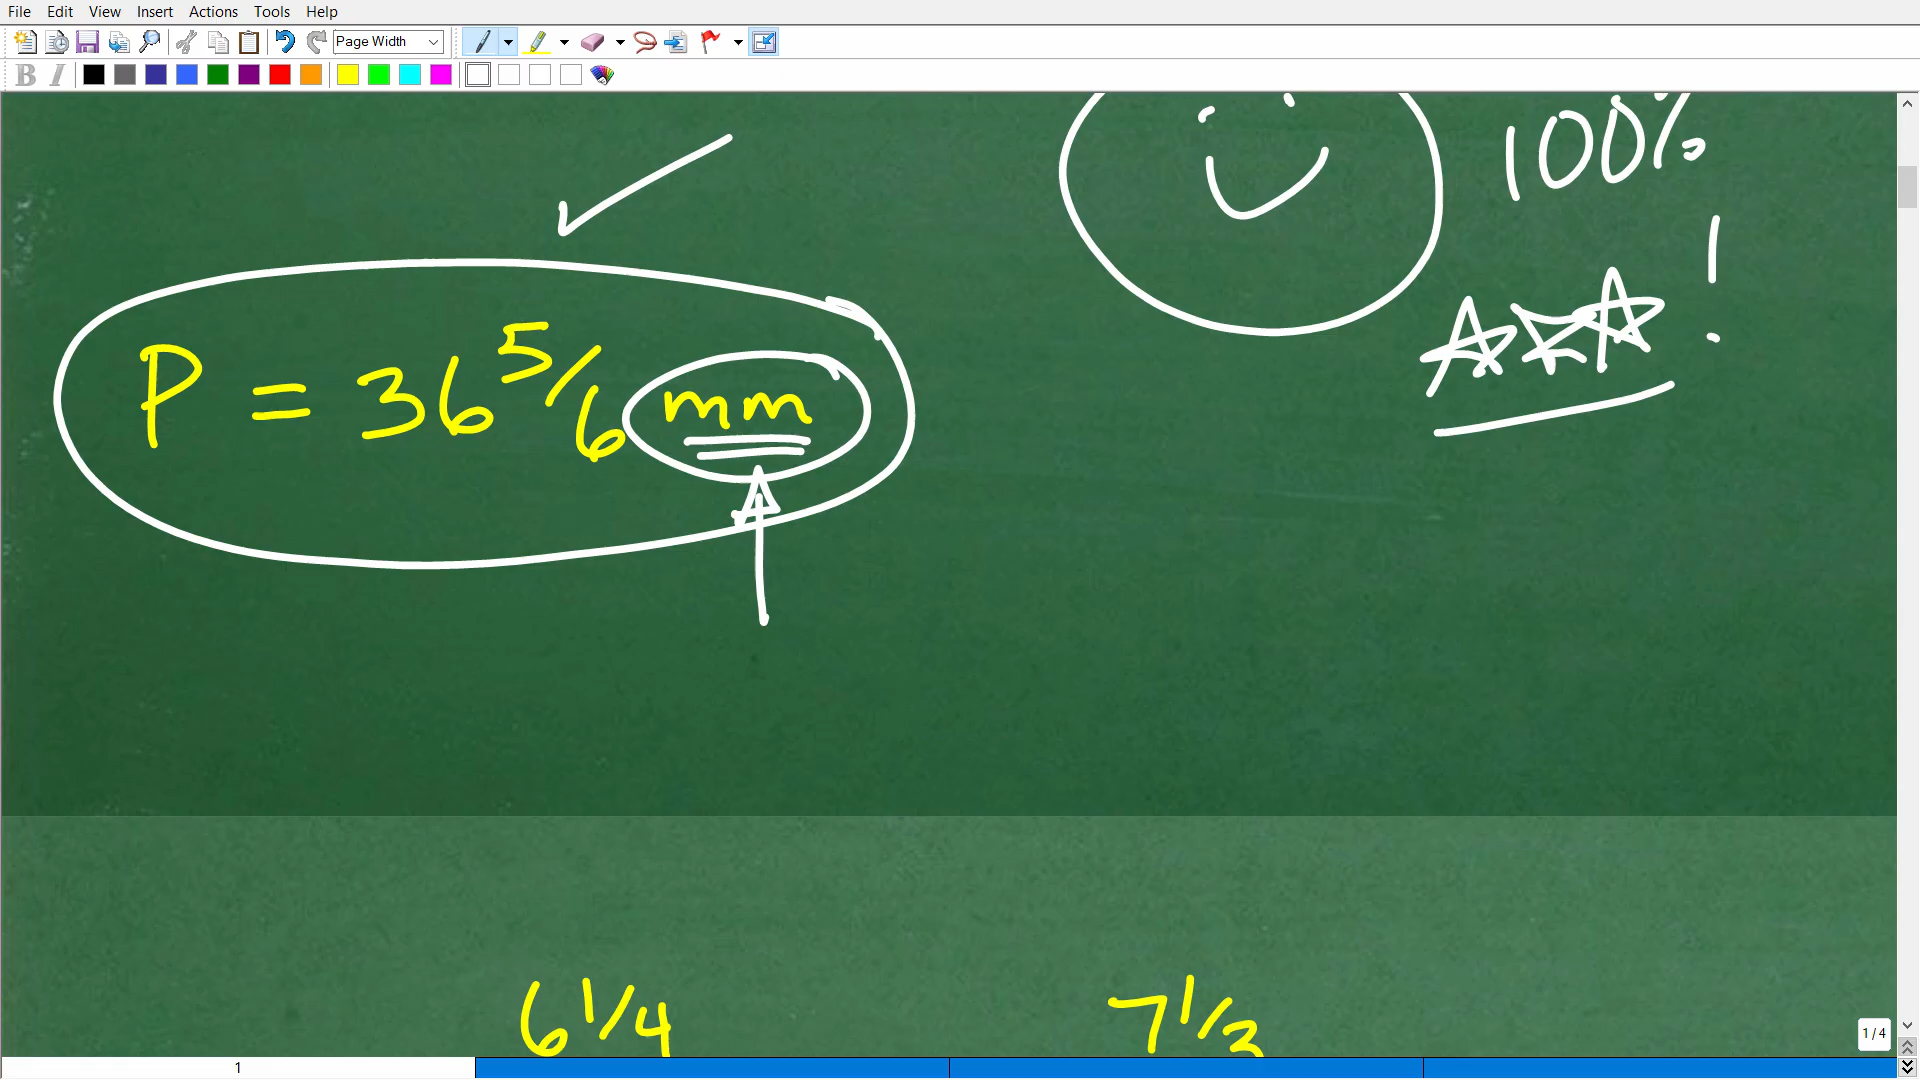 File Edit View Insert Actions Tools Help
Page Width
B I
100%
!
P = 36 5/6 mm
6 1/4 7 1/3
1 / 4
1